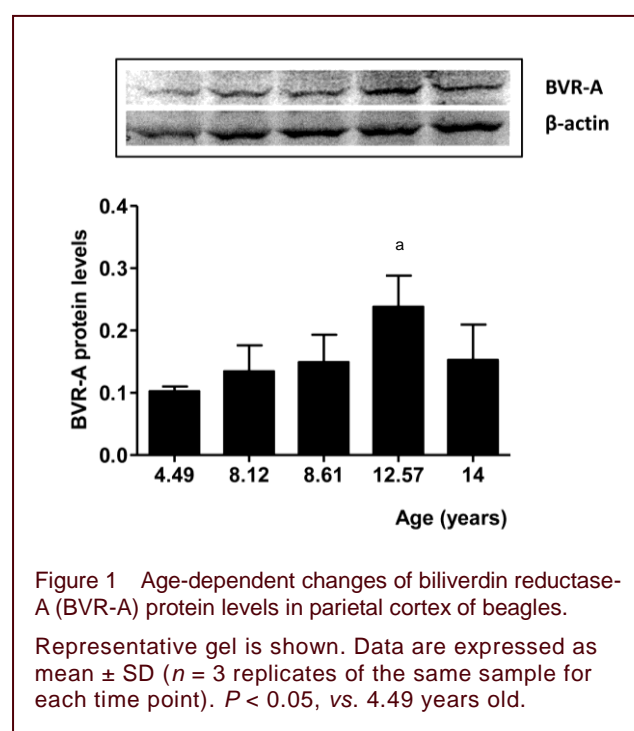 BVR-A
β-actin
a
0.4
0.3
0.2
0.1
0.0
BVR-A protein levels
4.49 8.12 8.61 12.57 14
Age (years)
Figure 1 Age-dependent changes of biliverdin reductase-
A (BVR-A) protein levels in parietal cortex of beagles.
Representative gel is shown. Data are expressed as
mean ± SD (n = 3 replicates of the same sample for
each time point). P < 0.05, vs. 4.49 years old.